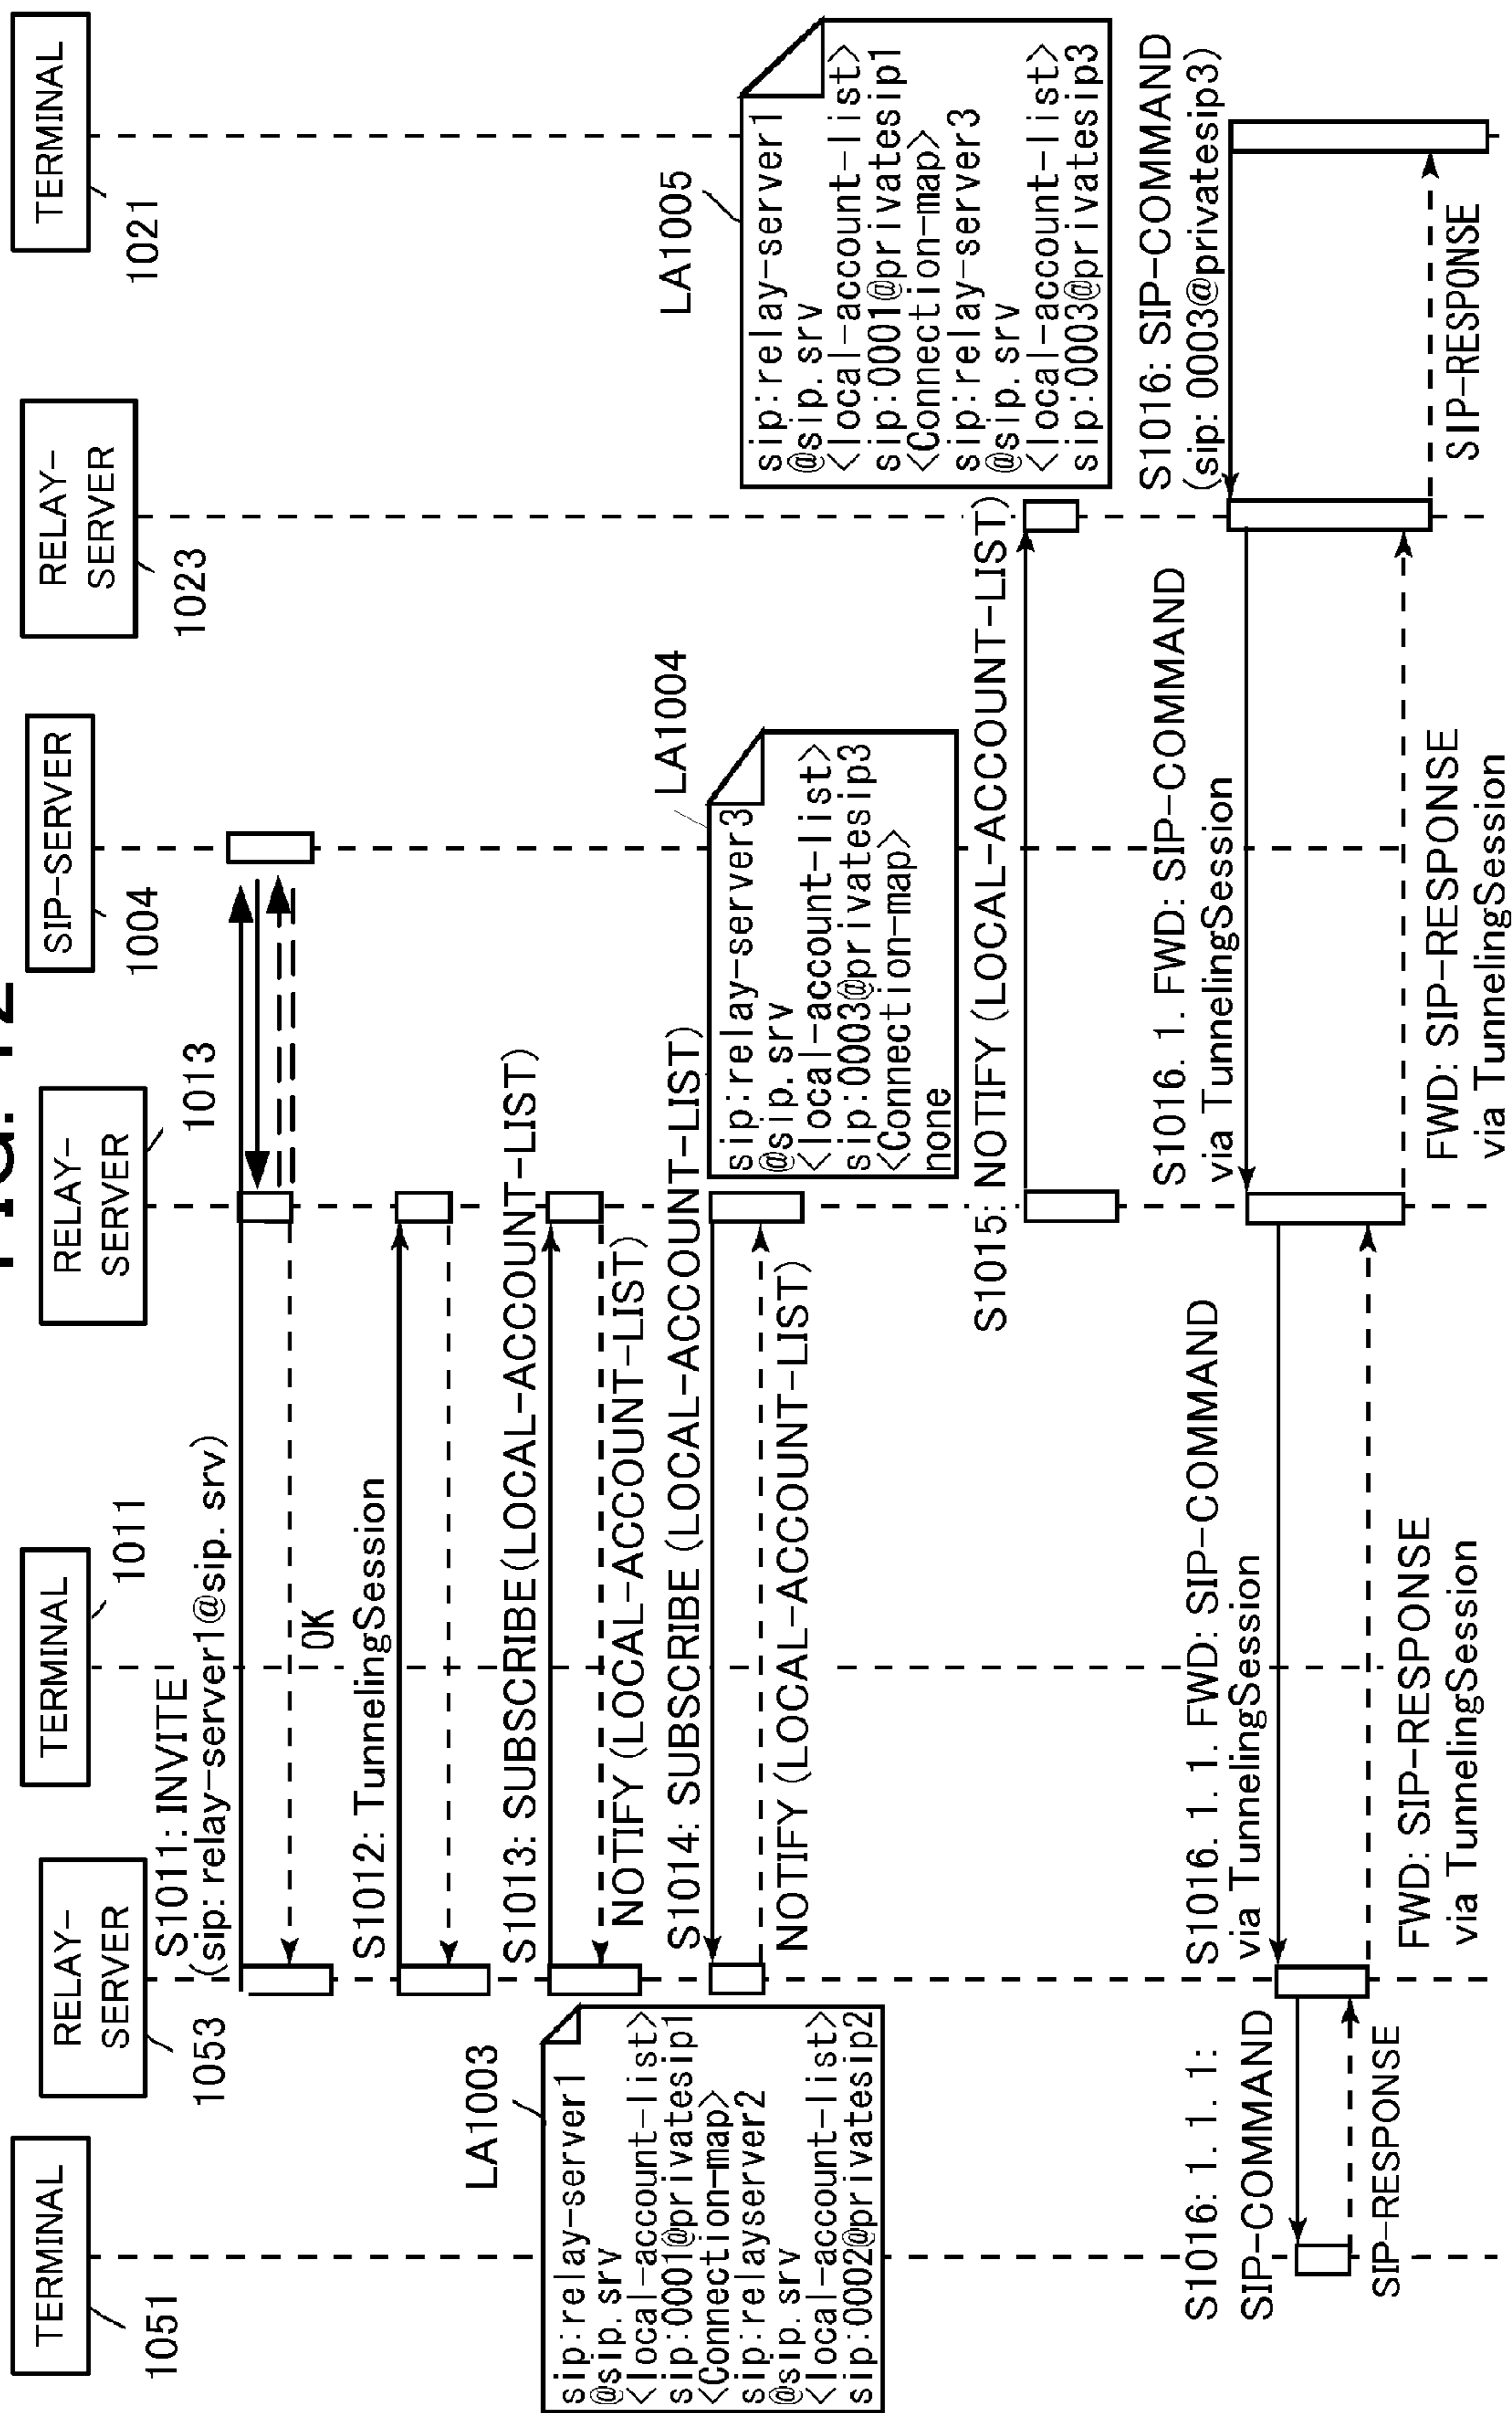 FIG. 12
TERMINAL
1051
RELAY-
SERVER
1053
TERMINAL
1011
RELAY-
SERVER
1013
SIP-SERVER
1004
RELAY-
SERVER
1023
TERMINAL
1021
S1011: INVITE
(sip: relay-server1@sip. srv)
OK
S1012: TunnelingSession
S1013: SUBSCRIBE(LOCAL-ACCOUNT-LIST)
NOTIFY (LOCAL-ACCOUNT-LIST)
LA1003
sip:relay-server1
@sip.srv
<local-account-list>
sip:0001@privatesip1
<Connection-map>
sip:relayserver2
@sip.srv
<local-account-list>
sip:0002@privatesip2
S1014: SUBSCRIBE (LOCAL-ACCOUNT-LIST)
NOTIFY (LOCAL-ACCOUNT-LIST)
LA1004
sip:relay-server3
@sip.srv
<local-account-list>
sip:0003@privatesip3
<Connection-map>
none
LA1005
sip:relay-server1
@sip.srv
<local-account-list>
sip:0001@privatesip1
<Connection-map>
sip:relay-server3
@sip.srv
<local-account-list>
sip:0003@privatesip3
S1015: NOTIFY (LOCAL-ACCOUNT-LIST)
S1016: SIP-COMMAND
(sip: 0003@privatesip3)
S1016. 1. FWD: SIP-COMMAND
via TunnelingSession
S1016. 1. 1. FWD: SIP-COMMAND
via TunnelingSession
S1016: 1. 1. 1:
SIP-COMMAND
SIP-RESPONSE
FWD: SIP-RESPONSE
via TunnelingSession
FWD: SIP-RESPONSE
via TunnelingSession
SIP-RESPONSE